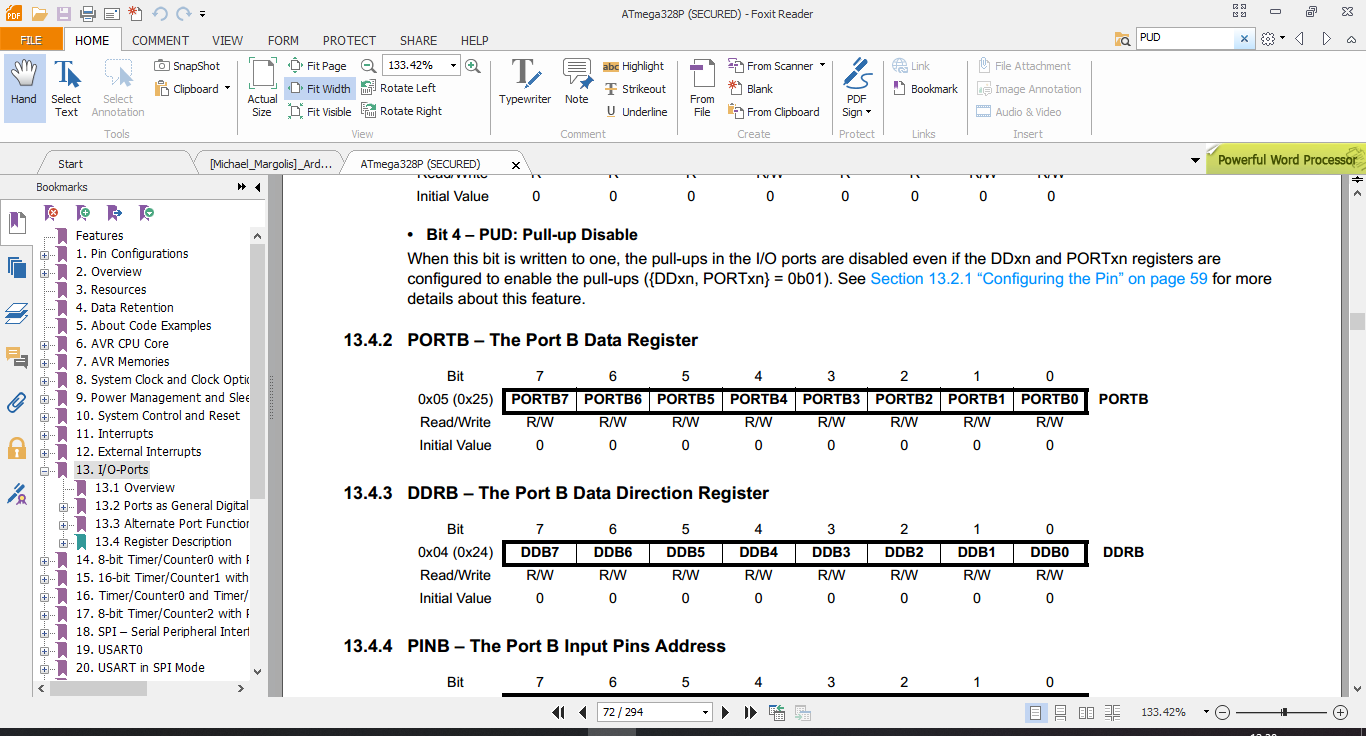 ATmega328P (SECURED) - Foxit Reader
FILE HOME COMMENT VIEW FORM PROTECT SHARE HELP PUD
Hand
Select Text
Select Annotation
SnapShot
Clipboard
Tools
Actual Size
Fit Page
Fit Width
Fit Visible
133.42%
Rotate Left
Rotate Right
View
Typewriter
Note
Highlight
Strikeout
Underline
Comment
From File
From Scanner
Blank
From Clipboard
Create
PDF Sign
Protect
Link
Bookmark
Links
File Attachment
Image Annotation
Audio & Video
Insert
Start [Michael_Margolis]_Ard... ATmega328P (SECURED) Powerful Word Processor
Bookmarks
Features
1. Pin Configurations
2. Overview
3. Resources
4. Data Retention
5. About Code Examples
6. AVR CPU Core
7. AVR Memories
8. System Clock and Clock Optic
9. Power Management and Slee
10. System Control and Reset
11. Interrupts
12. External Interrupts
13. I/O-Ports
13.1 Overview
13.2 Ports as General Digital
13.3 Alternate Port Function
13.4 Register Description
14. 8-bit Timer/Counter0 with P
15. 16-bit Timer/Counter1 with
16. Timer/Counter0 and Timer/
17. 8-bit Timer/Counter2 with P
18. SPI – Serial Peripheral Interf
19. USART0
20. USART in SPI Mode
Read/Write R R R R/W R R R/W R/W
Initial Value 0 0 0 0 0 0 0 0
• Bit 4 – PUD: Pull-up Disable
When this bit is written to one, the pull-ups in the I/O ports are disabled even if the DDxn and PORTxn registers are
configured to enable the pull-ups ({DDxn, PORTxn} = 0b01). See Section 13.2.1 “Configuring the Pin” on page 59 for more
details about this feature.
13.4.2 PORTB – The Port B Data Register
Bit 7 6 5 4 3 2 1 0
0x05 (0x25) PORTB7 PORTB6 PORTB5 PORTB4 PORTB3 PORTB2 PORTB1 PORTB0 PORTB
Read/Write R/W R/W R/W R/W R/W R/W R/W R/W
Initial Value 0 0 0 0 0 0 0 0
13.4.3 DDRB – The Port B Data Direction Register
Bit 7 6 5 4 3 2 1 0
0x04 (0x24) DDB7 DDB6 DDB5 DDB4 DDB3 DDB2 DDB1 DDB0 DDRB
Read/Write R/W R/W R/W R/W R/W R/W R/W R/W
Initial Value 0 0 0 0 0 0 0 0
13.4.4 PINB – The Port B Input Pins Address
Bit 7 6 5 4 3 2 1 0
72 / 294 133.42%